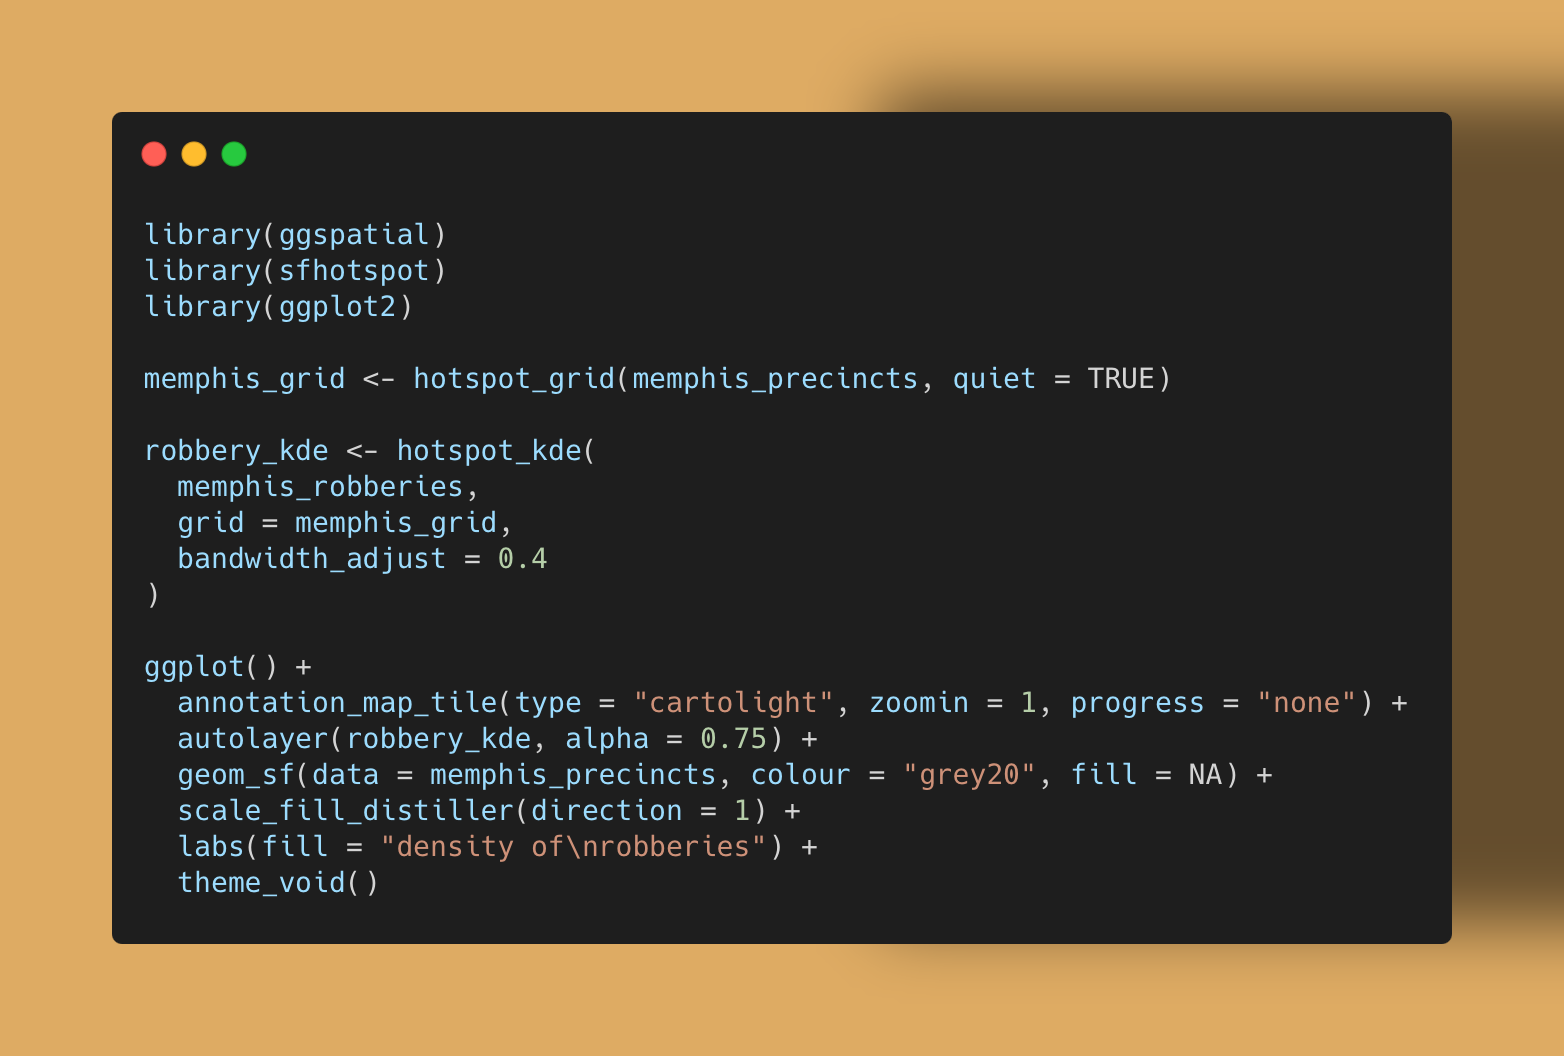 library(ggspatial)
library(sfhotspot)
library(ggplot2)

memphis_grid <- hotspot_grid(memphis_precincts, quiet = TRUE)

robbery_kde <- hotspot_kde(
  memphis_robberies,
  grid = memphis_grid,
  bandwidth_adjust = 0.4
)

ggplot() +
  annotation_map_tile(type = "cartolight", zoomin = 1, progress = "none") +
  autolayer(robbery_kde, alpha = 0.75) +
  geom_sf(data = memphis_precincts, colour = "grey20", fill = NA) +
  scale_fill_distiller(direction = 1) +
  labs(fill = "density of\nrobberies") +
  theme_void()